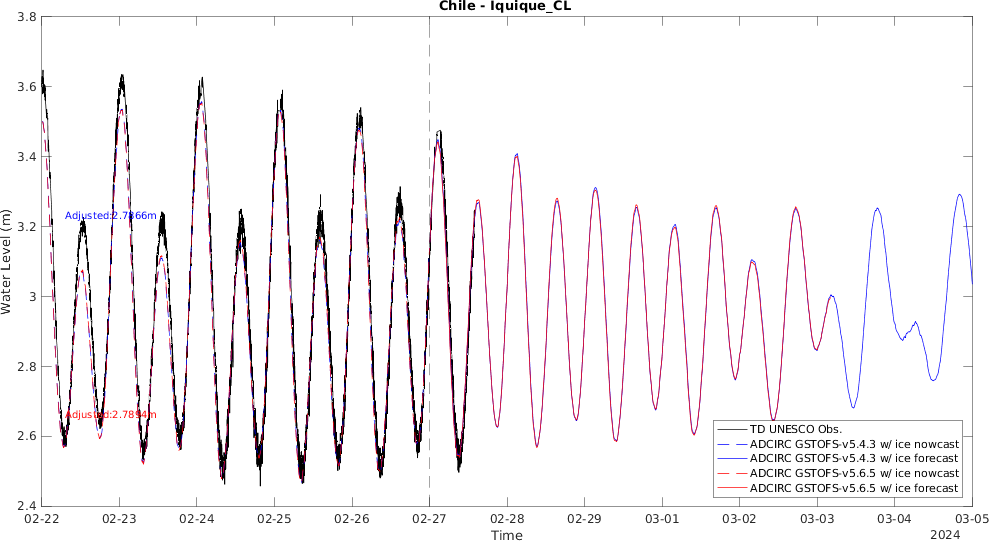 Chile - Iquique_CL
3.8
3.6
3.4
3.2
3
2.8
2.6
2.4
Water Level (m)
Adjusted:2.7866m
Adjusted:2.7894m
TD UNESCO Obs.
ADCIRC GSTOFS-v5.4.3 w/ ice nowcast
ADCIRC GSTOFS-v5.4.3 w/ ice forecast
ADCIRC GSTOFS-v5.6.5 w/ ice nowcast
ADCIRC GSTOFS-v5.6.5 w/ ice forecast
02-22 02-23 02-24 02-25 02-26 02-27 02-28 02-29 03-01 03-02 03-03 03-04 03-05
Time
2024